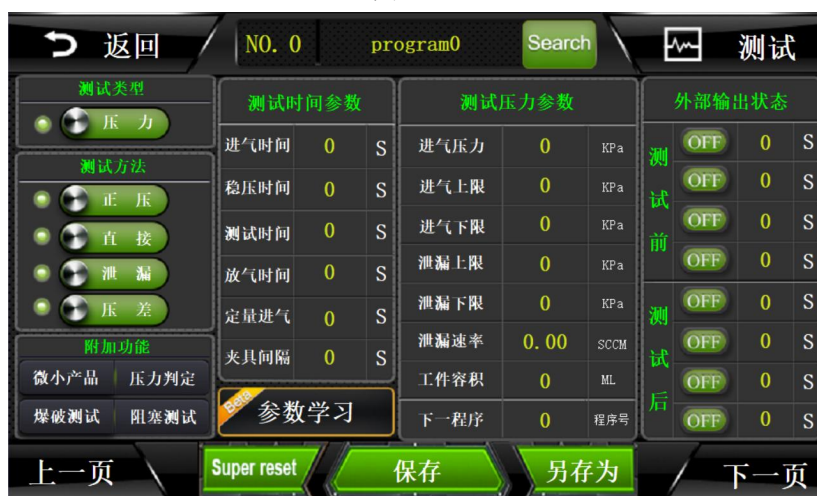 返回 NO. 0 program0 Search 测试
测试类型
压 力
测试方法
正 压
直 接
泄 漏
压 差
附加功能
微小产品 压力判定
爆破测试 阻塞测试
测试时间参数
进气时间 0 S
稳压时间 0 S
测试时间 0 S
放气时间 0 S
定量进气 0 S
夹具间隔 0 S
Beta 参数学习
测试压力参数
进气压力 0 KPa
进气上限 0 KPa
进气下限 0 KPa
泄漏上限 0 KPa
泄漏下限 0 KPa
泄漏速率 0.00 SCCM
工件容积 0 ML
下一程序 0 程序号
外部输出状态
测试前
OFF 0 S
OFF 0 S
OFF 0 S
OFF 0 S
测试后
OFF 0 S
OFF 0 S
OFF 0 S
OFF 0 S
上一页 Super reset 保存 另存为 下一页